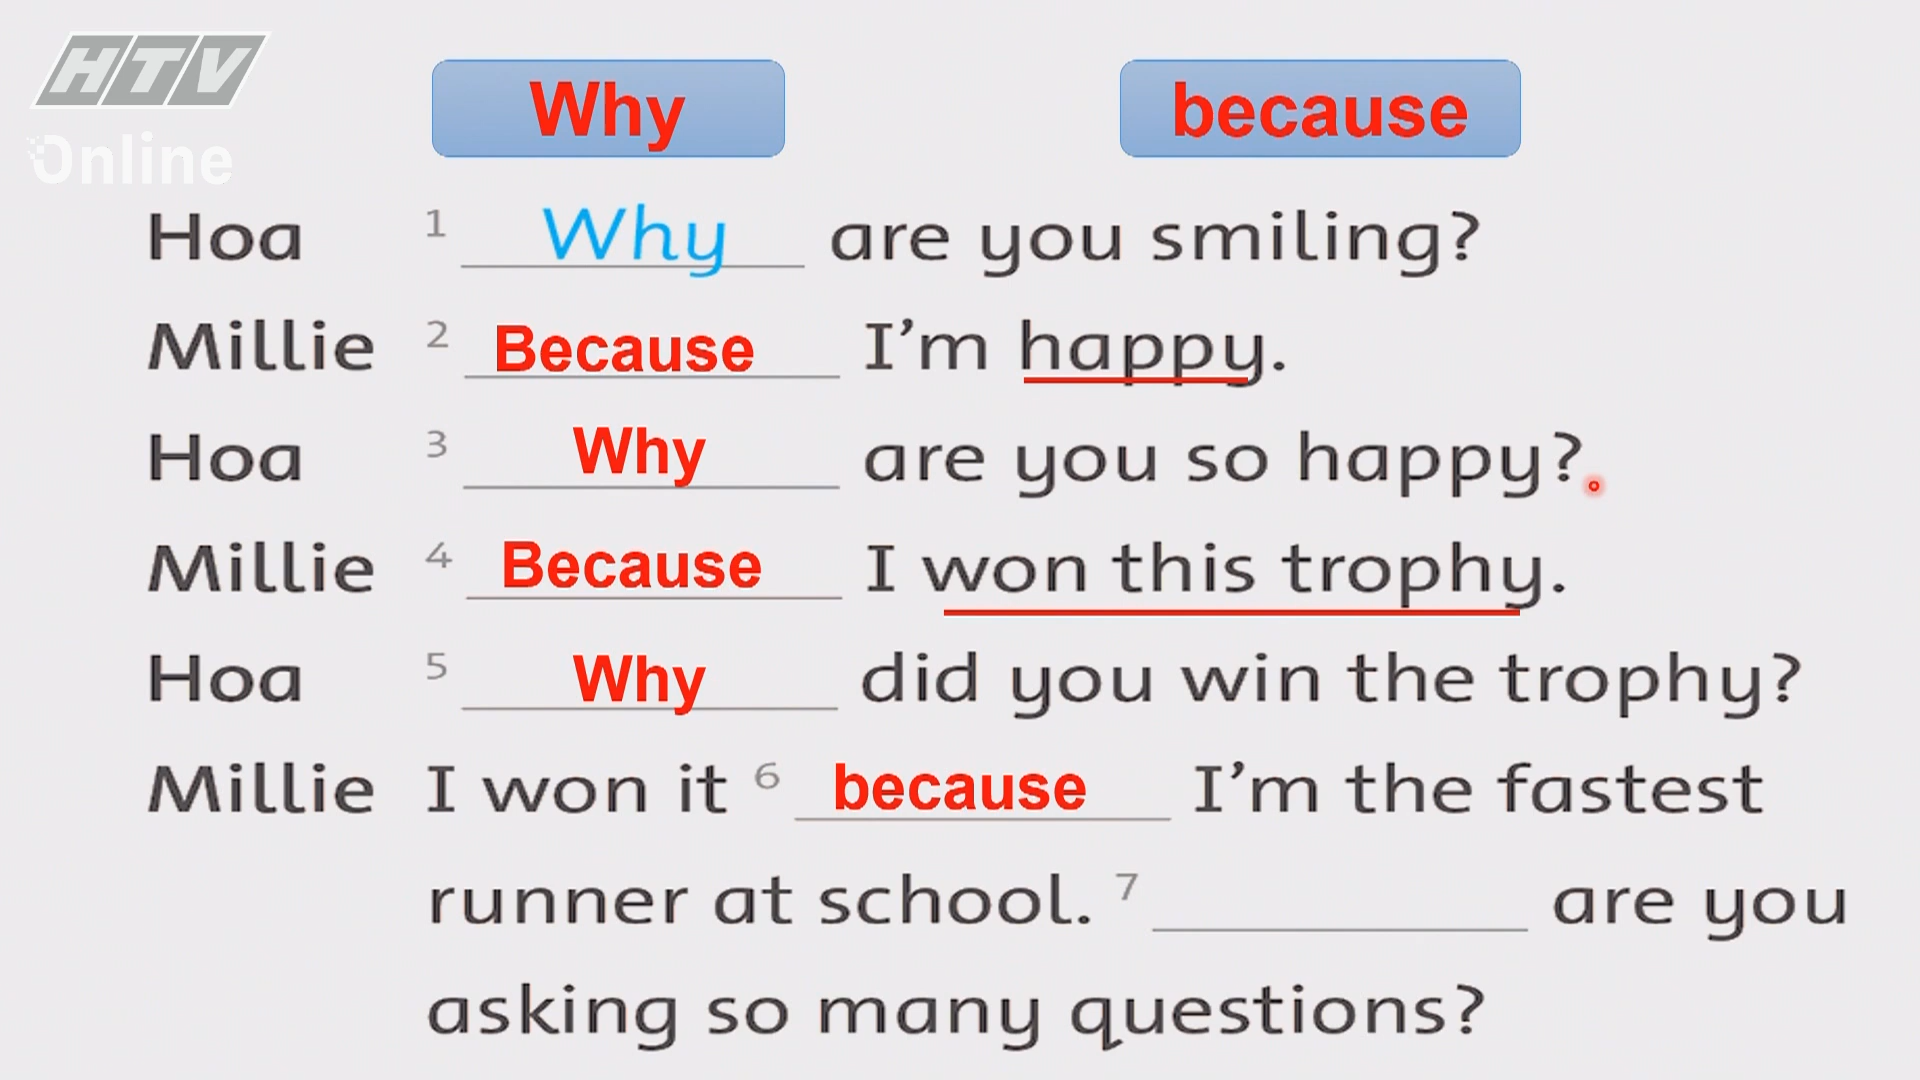 HTV
Online
Why because
Hoa 1 Why are you smiling?
Millie 2 Because I'm happy.
Hoa 3 Why are you so happy?
Millie 4 Because I won this trophy.
Hoa 5 Why did you win the trophy?
Millie I won it 6 because I'm the fastest
runner at school. 7 are you
asking so many questions?